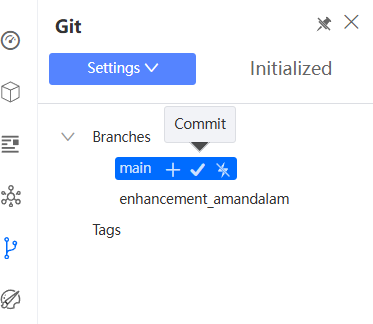 Git
Settings
Initialized
Commit
Branches
main
enhancement_amandalam
Tags